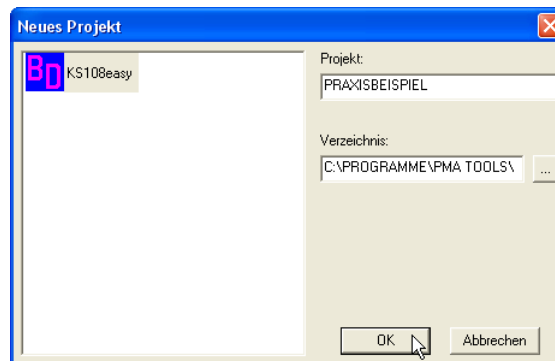 Neues Projekt
BD KS108easy
Projekt:
PRAXISBEISPIEL
Verzeichnis:
C:\PROGRAMME\PMA TOOLS\
...
OK
Abbrechen